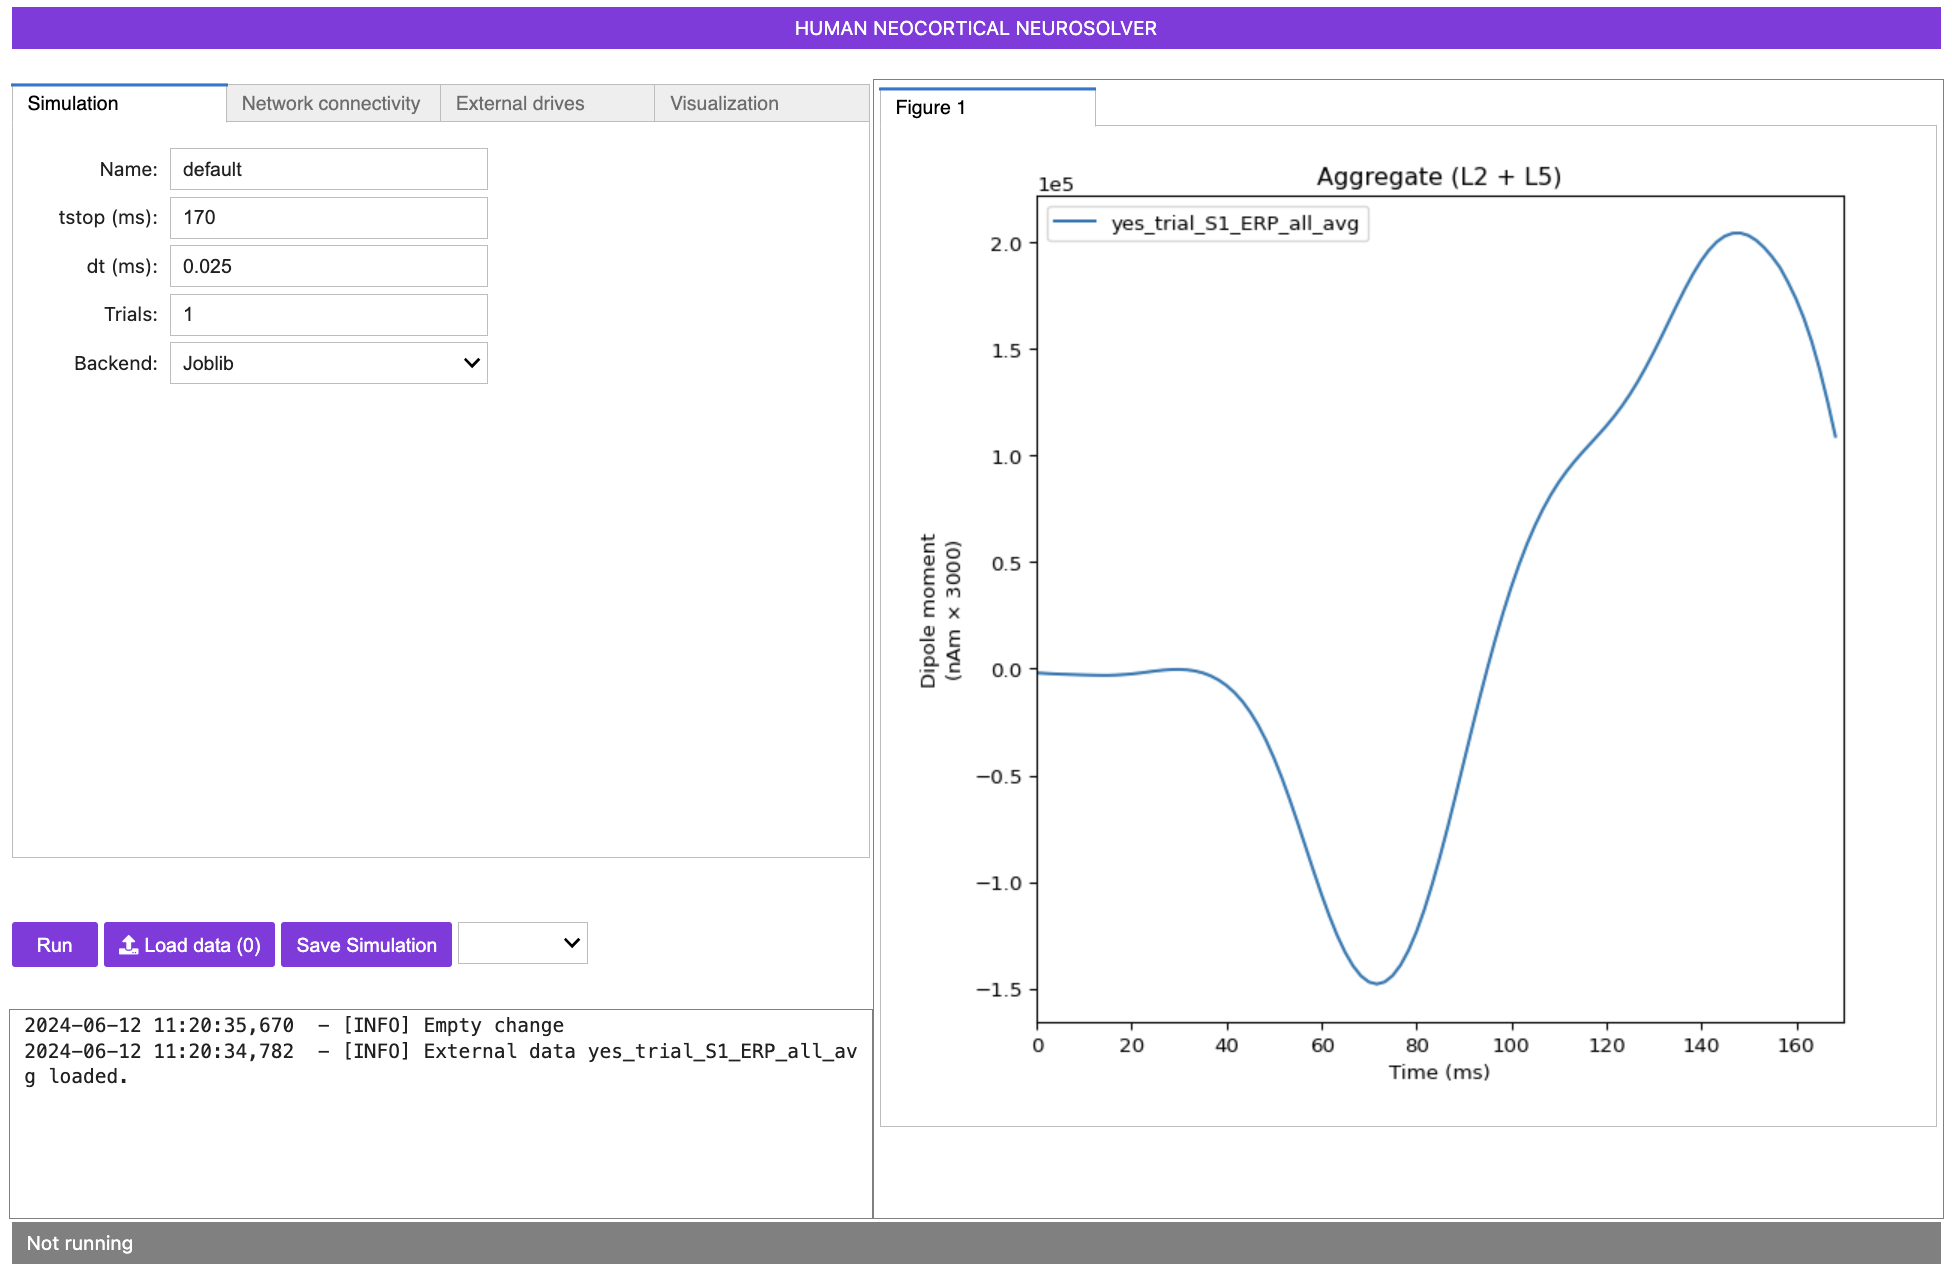 HUMAN NEOCORTICAL NEUROSOLVER
Simulation
Network connectivity
External drives
Visualization
Name: default
tstop (ms): 170
dt (ms): 0.025
Trials: 1
Backend: Joblib
Run
Load data (0)
Save Simulation
2024-06-12 11:20:35,670 - [INFO] Empty change
2024-06-12 11:20:34,782 - [INFO] External data yes_trial_S1_ERP_all_av
g loaded.
Figure 1
Aggregate (L2 + L5)
1e5
yes_trial_S1_ERP_all_avg
2.0
1.5
1.0
0.5
0.0
−0.5
−1.0
−1.5
Dipole moment
(nAm × 3000)
0 20 40 60 80 100 120 140 160
Time (ms)
Not running